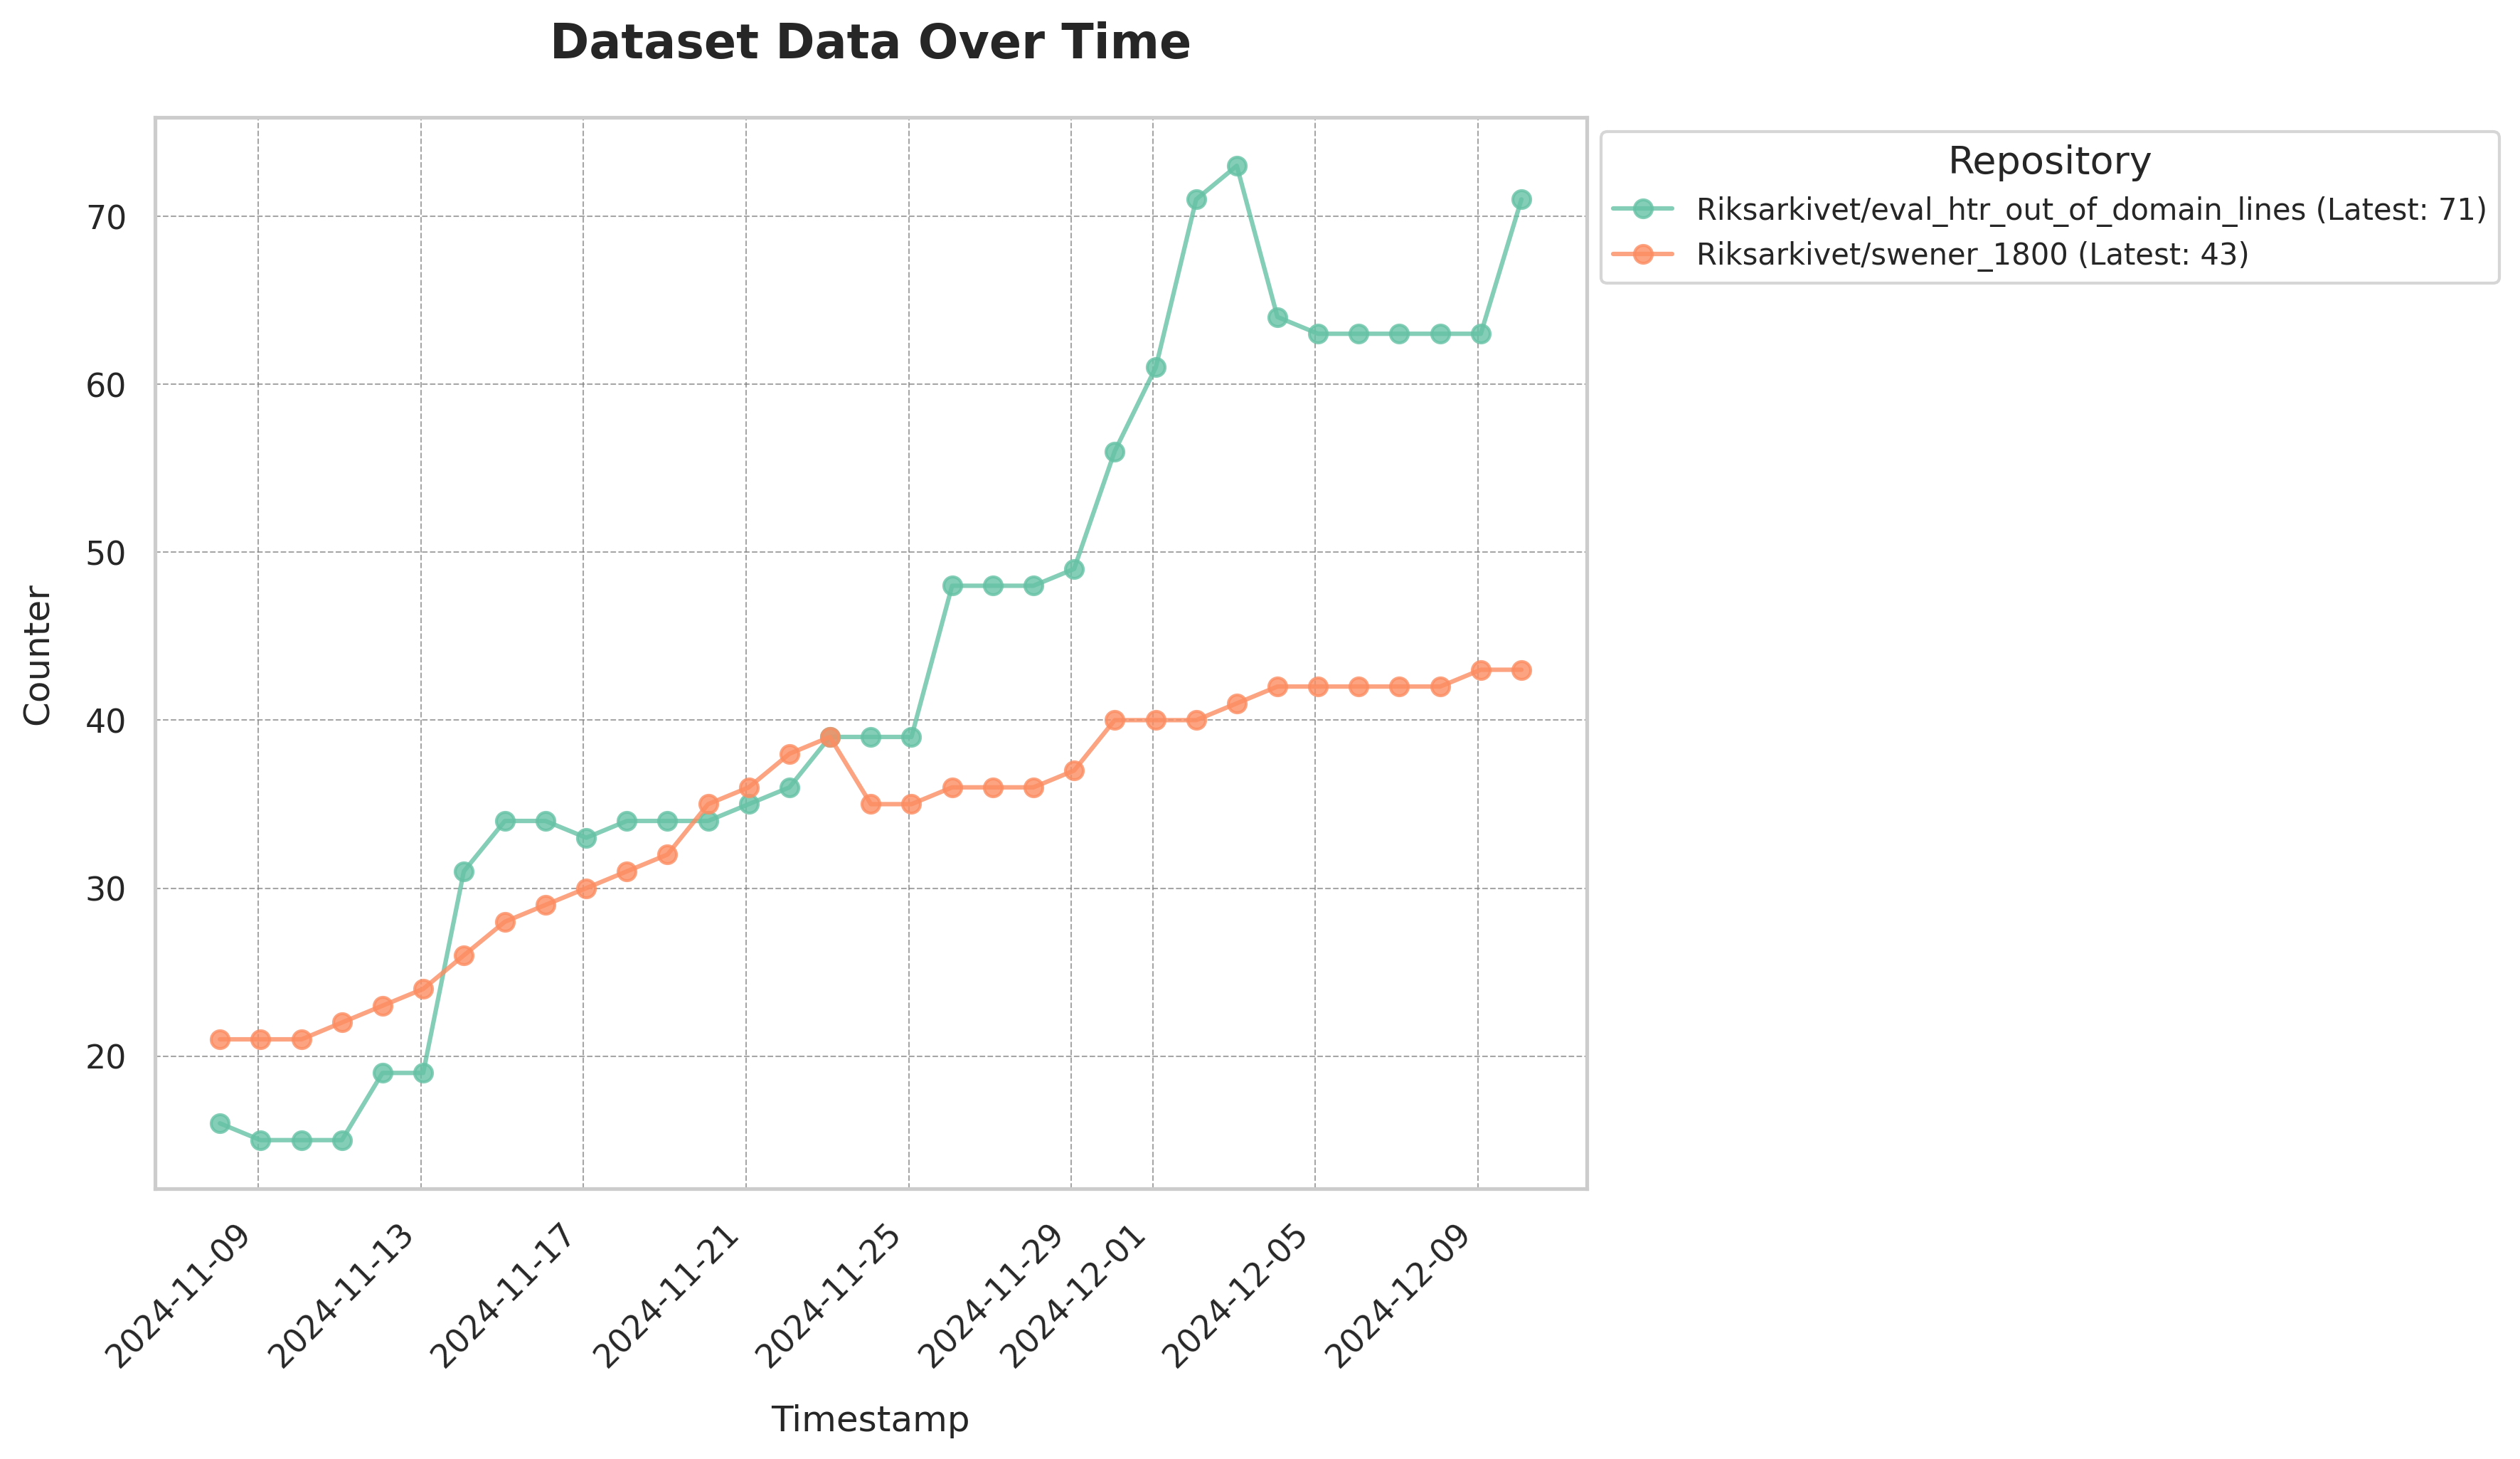 Dataset Data Over Time
Repository
Riksarkivet/eval_htr_out_of_domain_lines (Latest: 71)
Riksarkivet/swener_1800 (Latest: 43)
Counter
70
60
50
40
30
20
2024-11-09
2024-11-13
2024-11-17
2024-11-21
2024-11-25
2024-11-29
2024-12-01
2024-12-05
2024-12-09
Timestamp